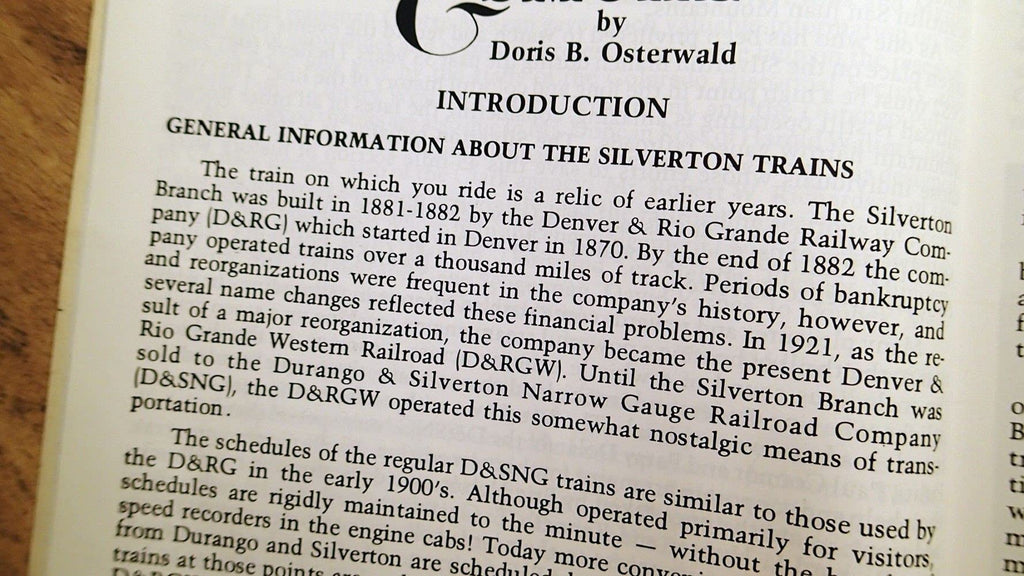 by
Doris B. Osterwald
INTRODUCTION
GENERAL INFORMATION ABOUT THE SILVERTON TRAINS
The train on which you ride is a relic of earlier years. The Silverton
Branch was built in 1881-1882 by the Denver & Rio Grande Railway Com-
pany (D&RG) which started in Denver in 1870. By the end of 1882 the com-
pany operated trains over a thousand miles of track. Periods of bankruptcy
and reorganizations were frequent in the company's history, however, and
several name changes reflected these financial problems. In 1921, as the re-
sult of a major reorganization, the company became the present Denver &
Rio Grande Western Railroad (D&RGW). Until the Silverton Branch was
sold to the Durango & Silverton Narrow Gauge Railroad Company
(D&SNG), the D&RGW operated this somewhat nostalgic means of trans-
portation.
The schedules of the regular D&SNG trains are similar to those used by
the D&RG in the early 1900's. Although operated primarily for visitors,
schedules are rigidly maintained to the minute — without the
speed recorders in the engine cabs! Today more
from Durango and Silverton are scheduled
trains at those points